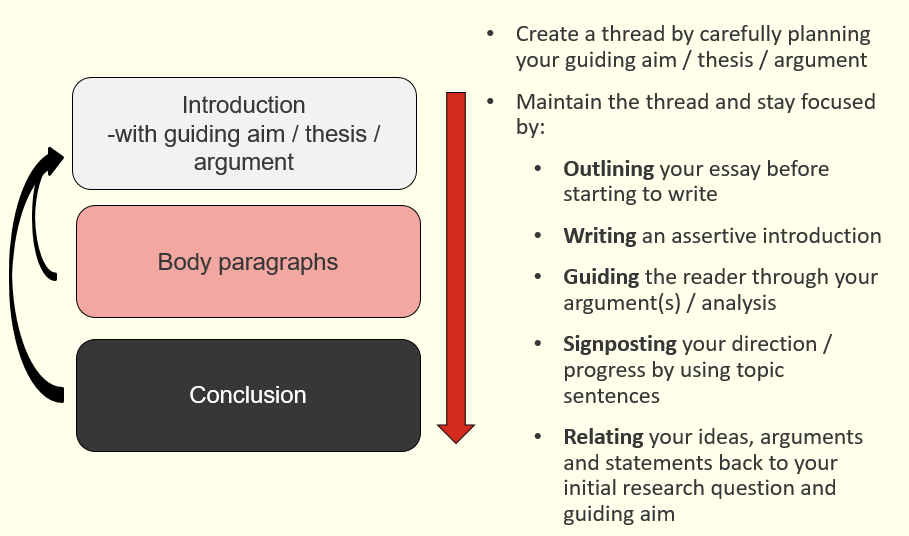 Introduction
-with guiding aim / thesis /
argument
Body paragraphs
Conclusion
• Create a thread by carefully planning
your guiding aim / thesis / argument
• Maintain the thread and stay focused
by:
• Outlining your essay before
starting to write
• Writing an assertive introduction
• Guiding the reader through your
argument(s) / analysis
• Signposting your direction /
progress by using topic
sentences
• Relating your ideas, arguments
and statements back to your
initial research question and
guiding aim